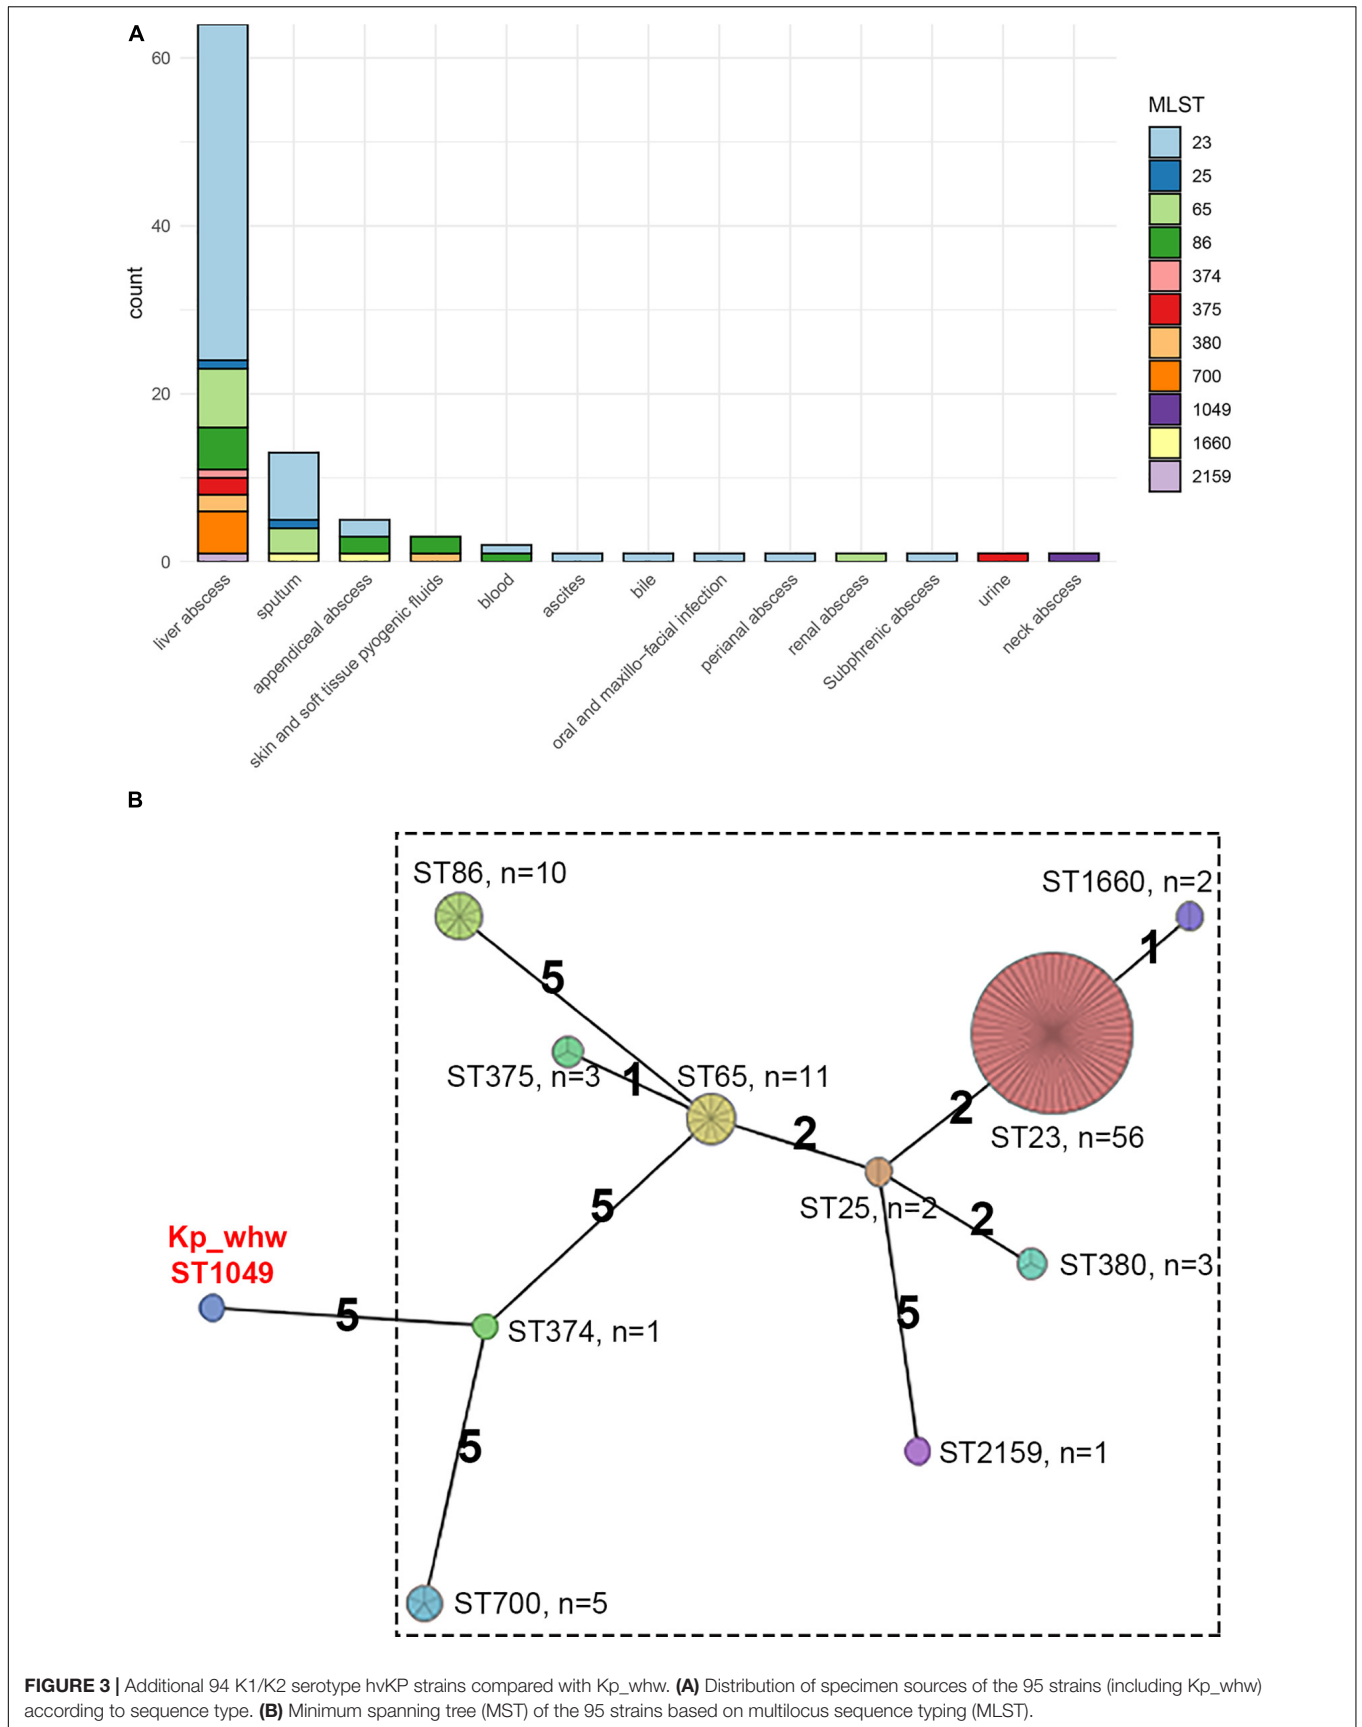 A
60
40
20
0
count
liver abscess
sputum
appendiceal abscess
skin and soft tissue pyogenic fluids
blood
ascites
bile
oral and maxillo−facial infection
perianal abscess
renal abscess
Subphrenic abscess
urine
neck abscess
MLST
23
25
65
86
374
375
380
700
1049
1660
2159
B
ST86, n=10
ST1660, n=2
1
5
ST375, n=3
1
ST65, n=11
2
2
ST23, n=56
ST25, n=2
2
5
Kp_whw
ST1049
ST380, n=3
5
5
ST374, n=1
5
ST2159, n=1
ST700, n=5
FIGURE 3 | Additional 94 K1/K2 serotype hvKP strains compared with Kp_whw. (A) Distribution of specimen sources of the 95 strains (including Kp_whw)
according to sequence type. (B) Minimum spanning tree (MST) of the 95 strains based on multilocus sequence typing (MLST).